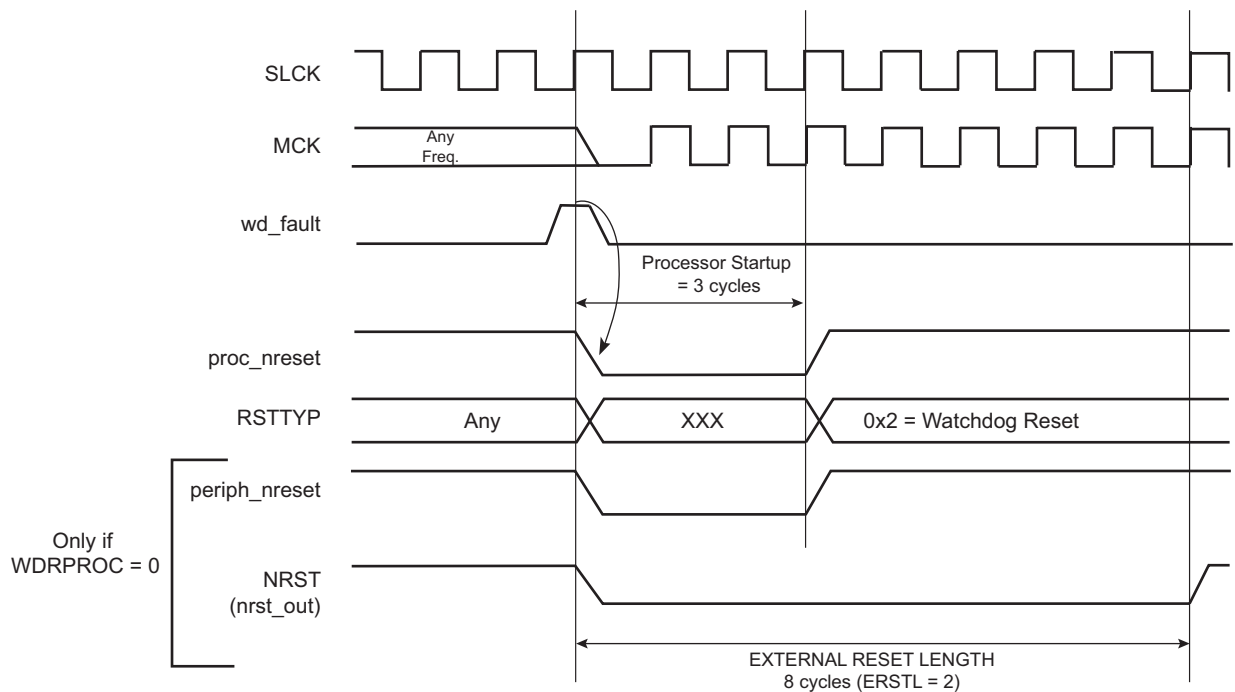 SLCK
MCK
Any
Freq.
wd_fault
Processor Startup
= 3 cycles
proc_nreset
RSTTYP
Any
XXX
0x2 = Watchdog Reset
periph_nreset
Only if
WDRPROC = 0
NRST
(nrst_out)
EXTERNAL RESET LENGTH
8 cycles (ERSTL = 2)